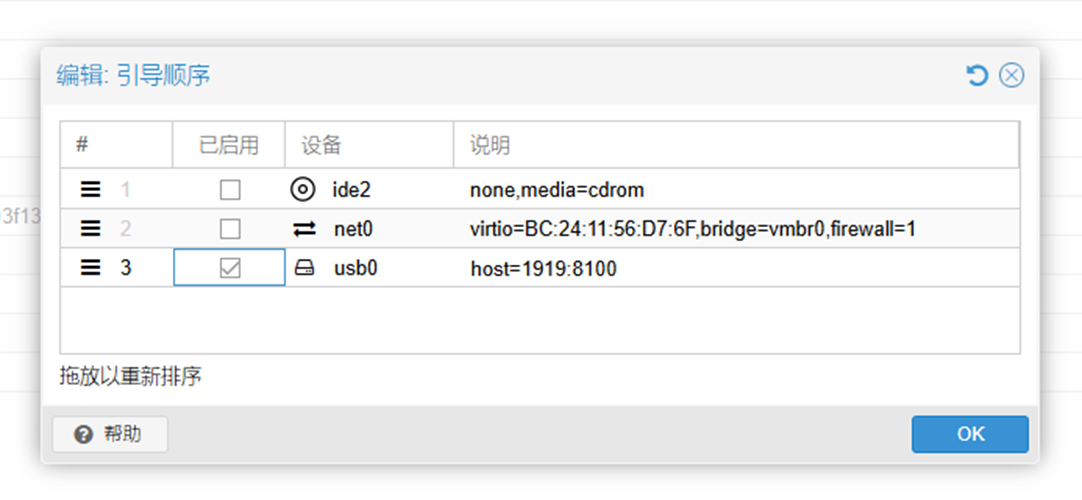 编辑: 引导顺序
# 已启用 设备 说明
1 ide2 none,media=cdrom
2 net0 virtio=BC:24:11:56:D7:6F,bridge=vmbr0,firewall=1
3f13
3 usb0 host=1919:8100
拖放以重新排序
帮助 OK